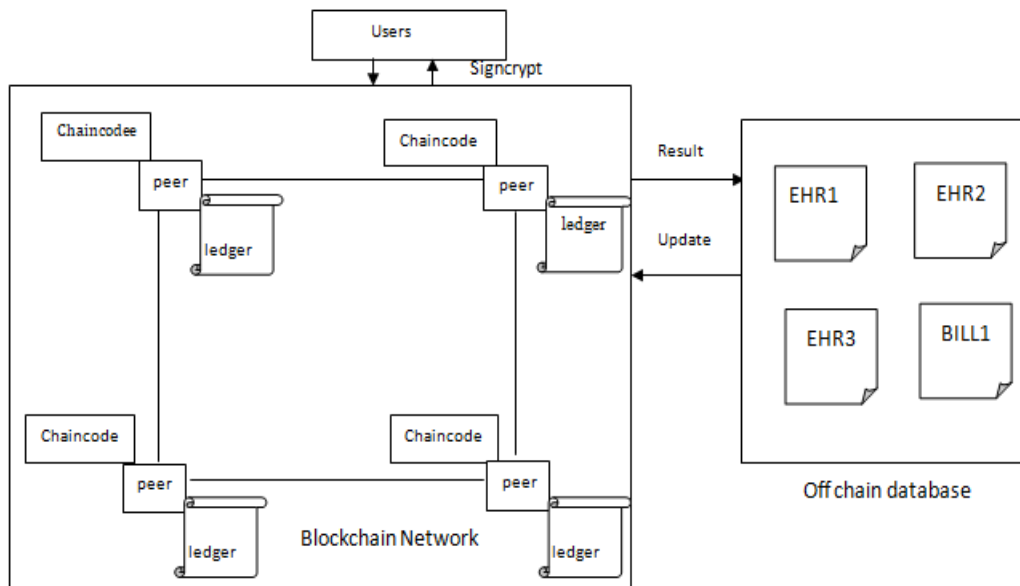 Users
Signcrypt
Chaincodee
Chaincode
peer
peer
ledger
ledger
Result
Update
EHR1
EHR2
EHR3
BILL1
Chaincode
Chaincode
peer
peer
ledger
ledger
Blockchain Network
Off chain database